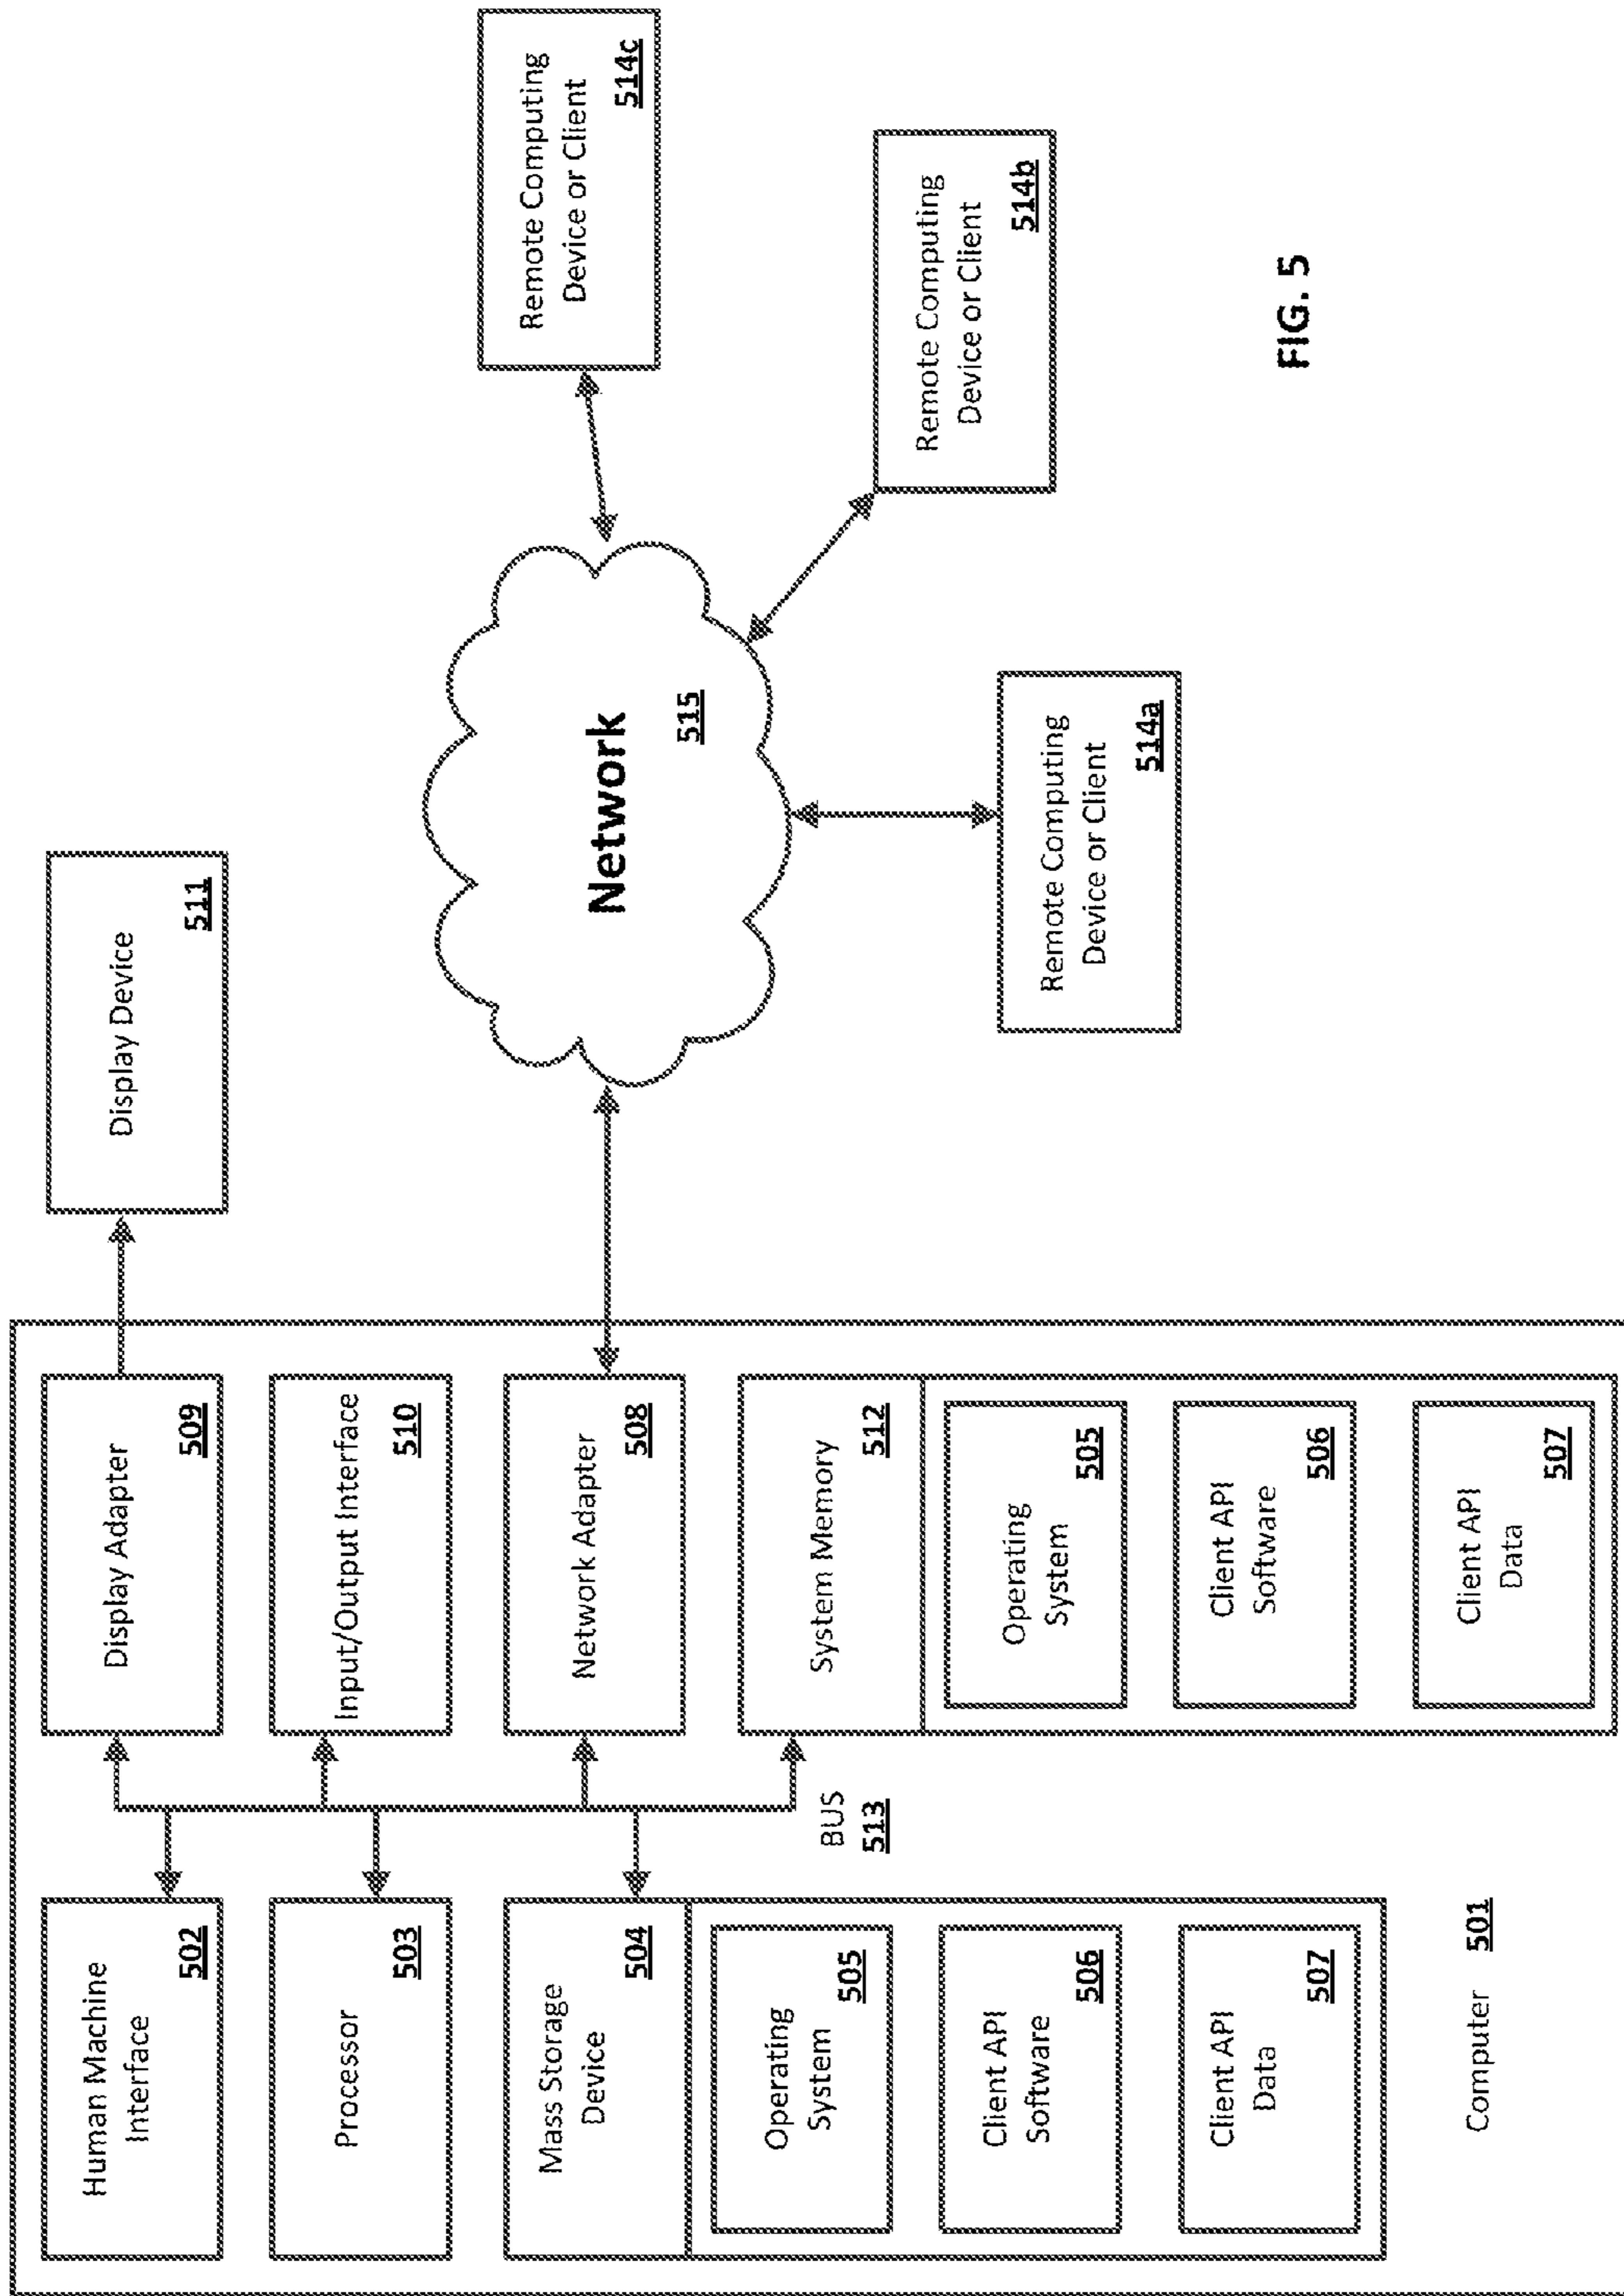 Human Machine
Interface
502
Processor
503
Mass Storage
Device
504
Operating
System
505
Client API
Software
506
Client API
Data
507
Computer 501
BUS
513
Display Adapter
509
Input/Output Interface
510
Network Adapter
508
System Memory
512
Operating
System
505
Client API
Software
506
Client API
Data
507
Display Device
511
Network
515
Remote Computing
Device or Client
514a
Remote Computing
Device or Client
514b
Remote Computing
Device or Client
514c
FIG. 5